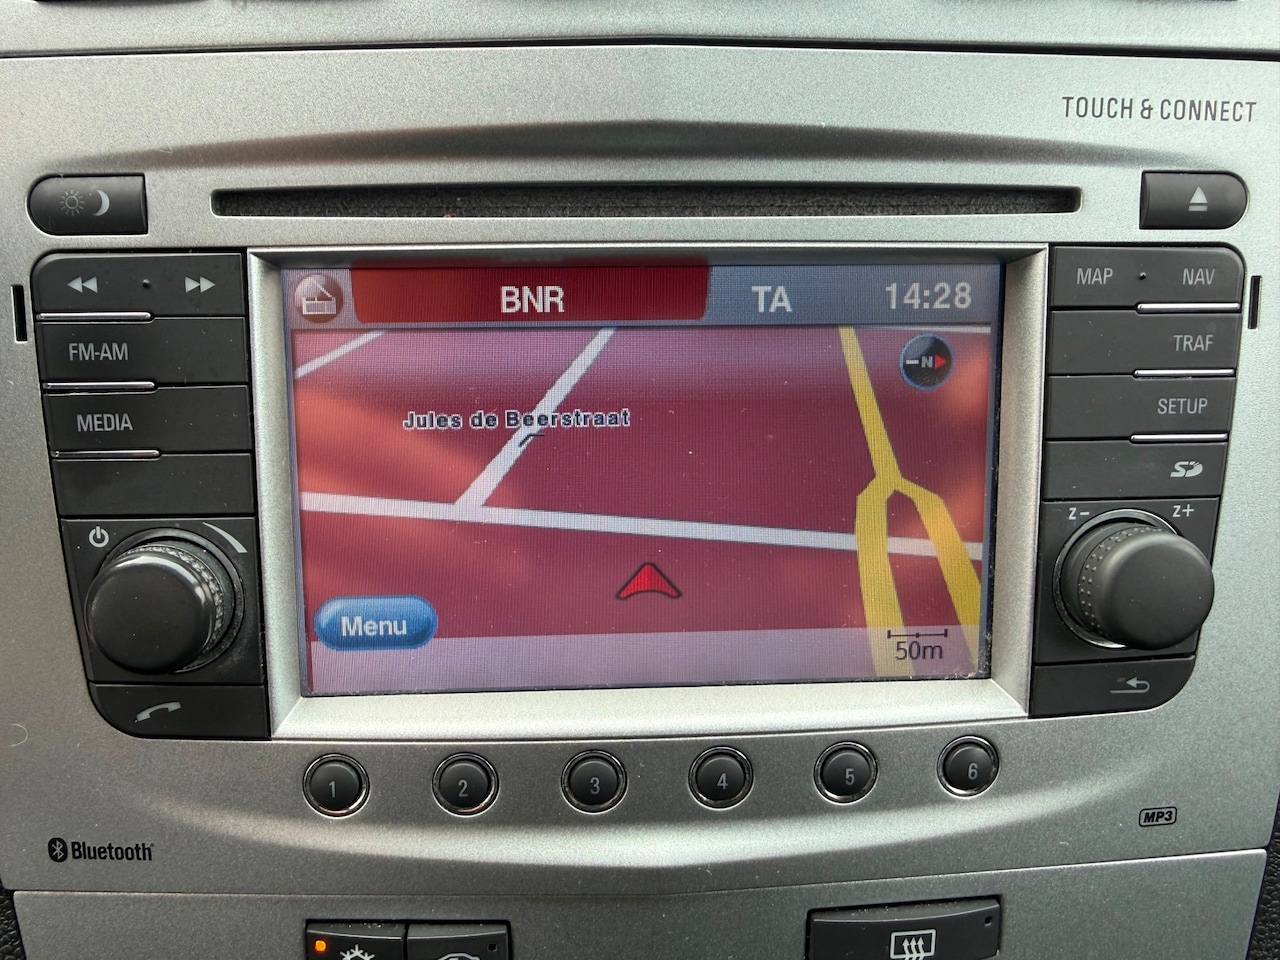 TOUCH & CONNECT
BNR
TA
14:28
MAP
NAV
N
FM-AM
TRAF
MEDIA
Jules de Beerstraat
SETUP
SD
z-
z+
Menu
50m
1
2
3
4
5
6
MP3
Bluetooth